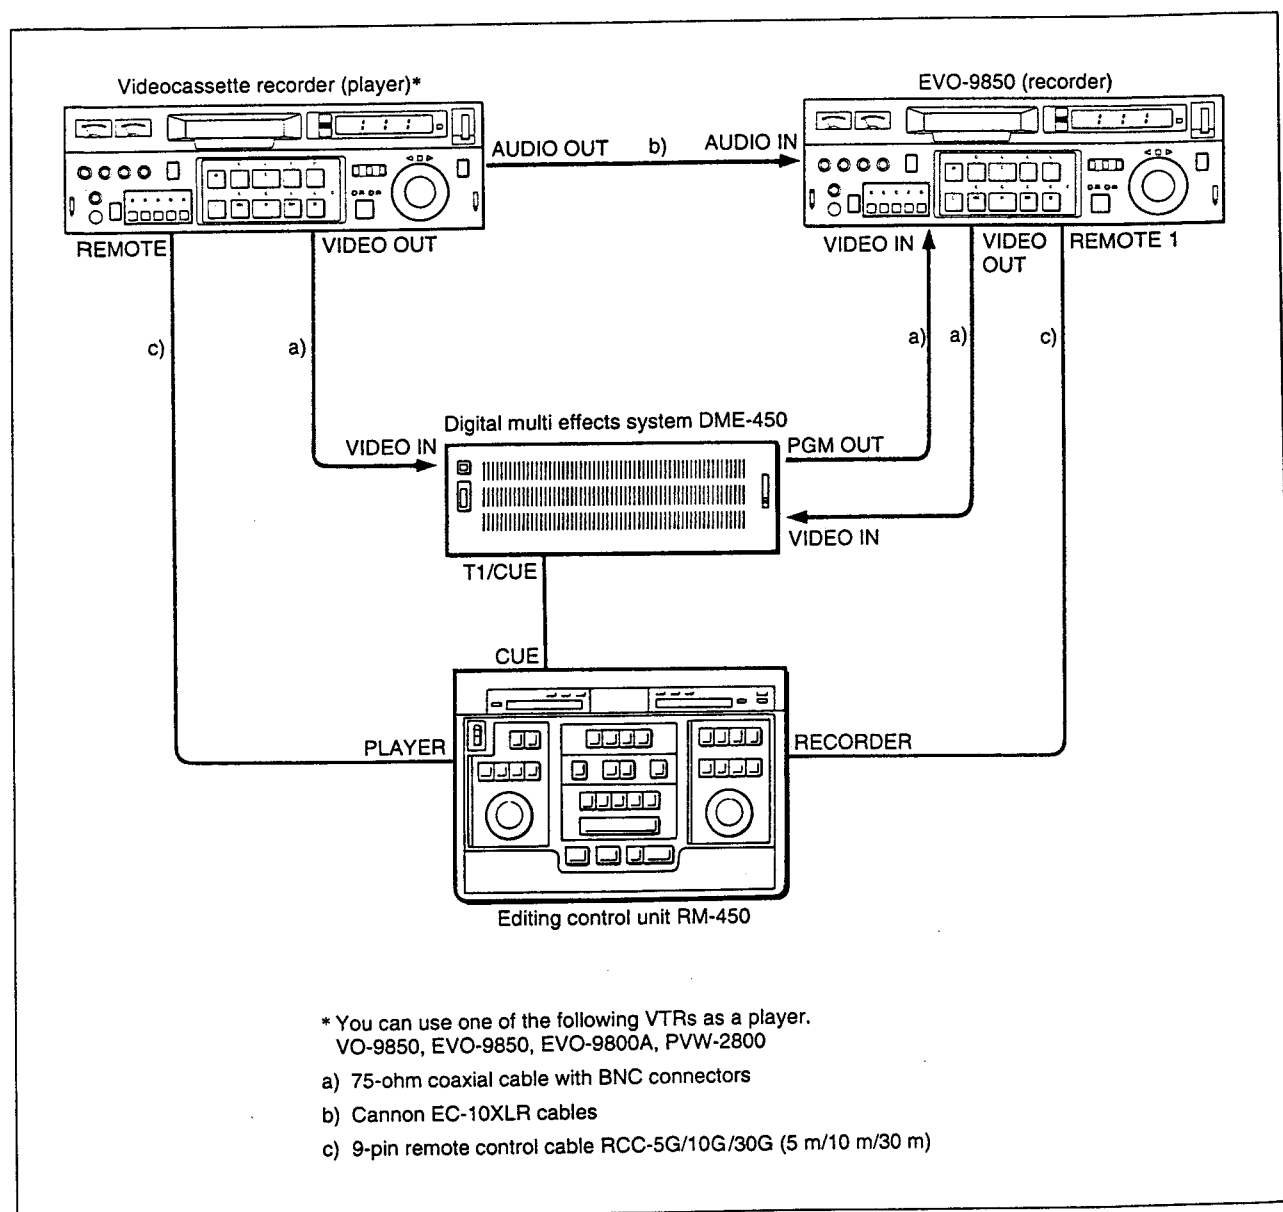 Videocassette recorder (player)*
EVO-9850 (recorder)
AUDIO OUT b) AUDIO IN
REMOTE
VIDEO OUT
VIDEO IN
VIDEO OUT
REMOTE 1
c)
a)
a)
a)
c)
Digital multi effects system DME-450
VIDEO IN
PGM OUT
VIDEO IN
T1/CUE
CUE
PLAYER
RECORDER
Editing control unit RM-450
* You can use one of the following VTRs as a player.
VO-9850, EVO-9850, EVO-9800A, PVW-2800
a) 75-ohm coaxial cable with BNC connectors
b) Cannon EC-10XLR cables
c) 9-pin remote control cable RCC-5G/10G/30G (5 m/10 m/30 m)